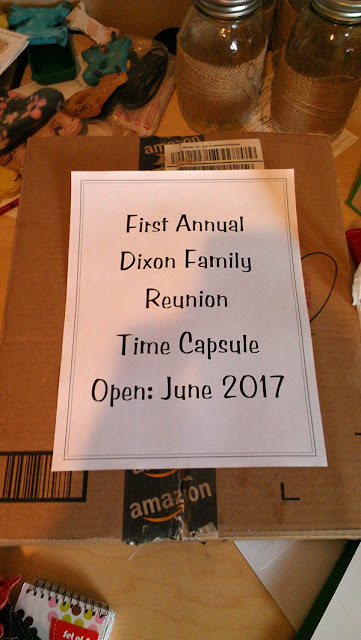 amazon
First Annual
Dixon Family
Reunion
Time Capsule
Open: June 2017
amazon